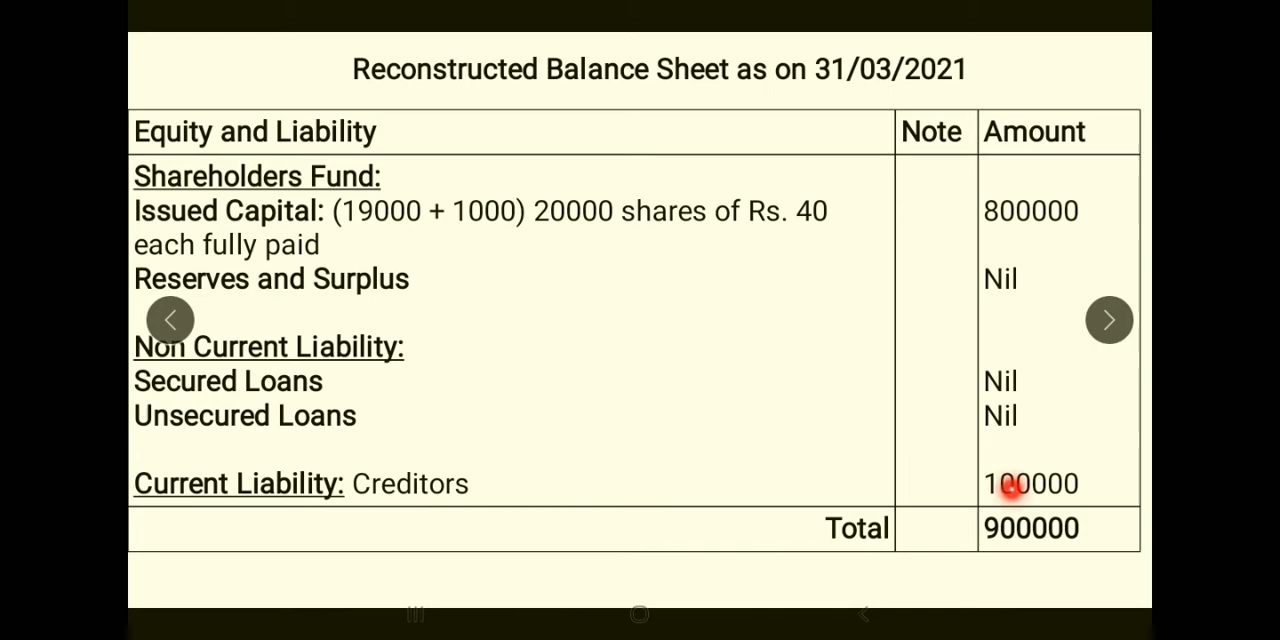 Reconstructed Balance Sheet as on 31/03/2021
Equity and Liability Note Amount
Shareholders Fund:
Issued Capital: (19000 + 1000) 20000 shares of Rs. 40 800000
each fully paid
Reserves and Surplus Nil
Non Current Liability:
Secured Loans Nil
Unsecured Loans Nil
Current Liability: Creditors 100000
Total 900000